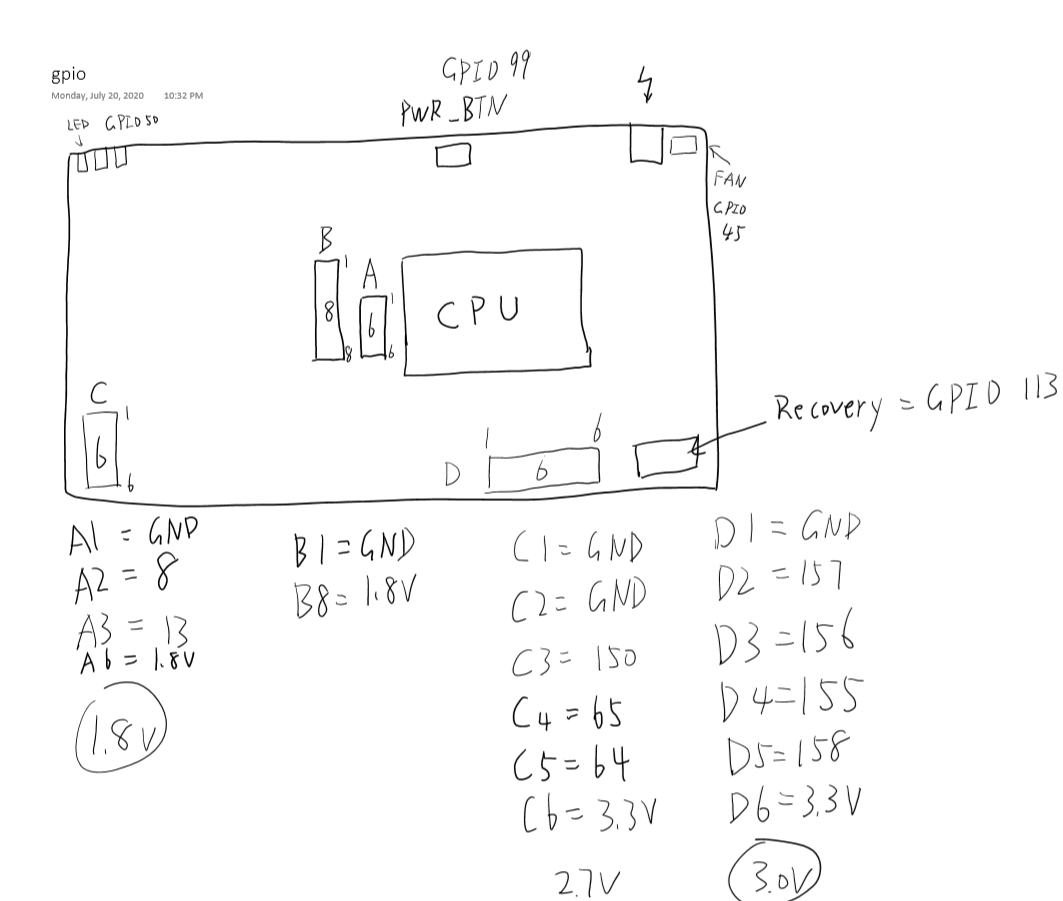 gpio
Monday, July 20, 2020 10:32 PM
GPIO 99
PWR_BTN
LED GPIO50
FAN
GPIO
45
B
1
8
8
A
1
6
6
CPU
C
1
6
6
1 6
D 6
Recovery = GPIO 113
A1 = GND
A2 = 8
A3 = 13
A6 = 1.8V
1.8V
B1 = GND
B8 = 1.8V
C1 = GND
C2 = GND
C3 = 150
C4 = 65
C5 = 64
C6 = 3.3V
2.7V
D1 = GND
D2 = 157
D3 = 156
D4 = 155
D5 = 158
D6 = 3.3V
3.0V